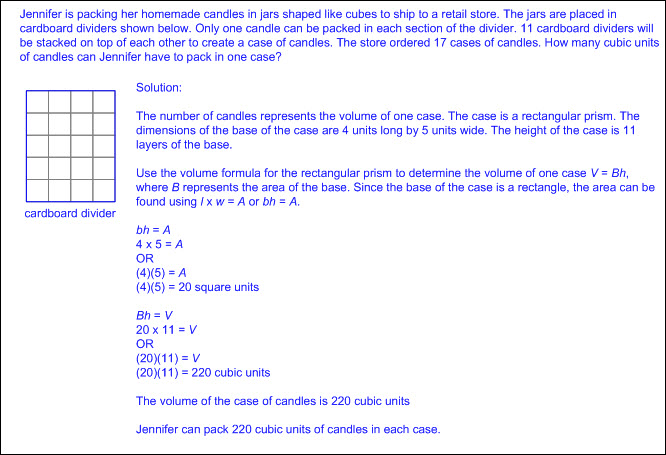 Jennifer is packing her homemade candles in jars shaped like cubes to ship to a retail store. The jars are placed in
cardboard dividers shown below. Only one candle can be packed in each section of the divider. 11 cardboard dividers will
be stacked on top of each other to create a case of candles. The store ordered 17 cases of candles. How many cubic units
of candles can Jennifer have to pack in one case?
Solution:
The number of candles represents the volume of one case. The case is a rectangular prism. The
dimensions of the base of the case are 4 units long by 5 units wide. The height of the case is 11
layers of the base.
Use the volume formula for the rectangular prism to determine the volume of one case V = Bh,
where B represents the area of the base. Since the base of the case is a rectangle, the area can be
found using l x w = A or bh = A.
cardboard divider
bh = A
4 x 5 = A
OR
(4)(5) = A
(4)(5) = 20 square units
Bh = V
20 x 11 = V
OR
(20)(11) = V
(20)(11) = 220 cubic units
The volume of the case of candles is 220 cubic units
Jennifer can pack 220 cubic units of candles in each case.